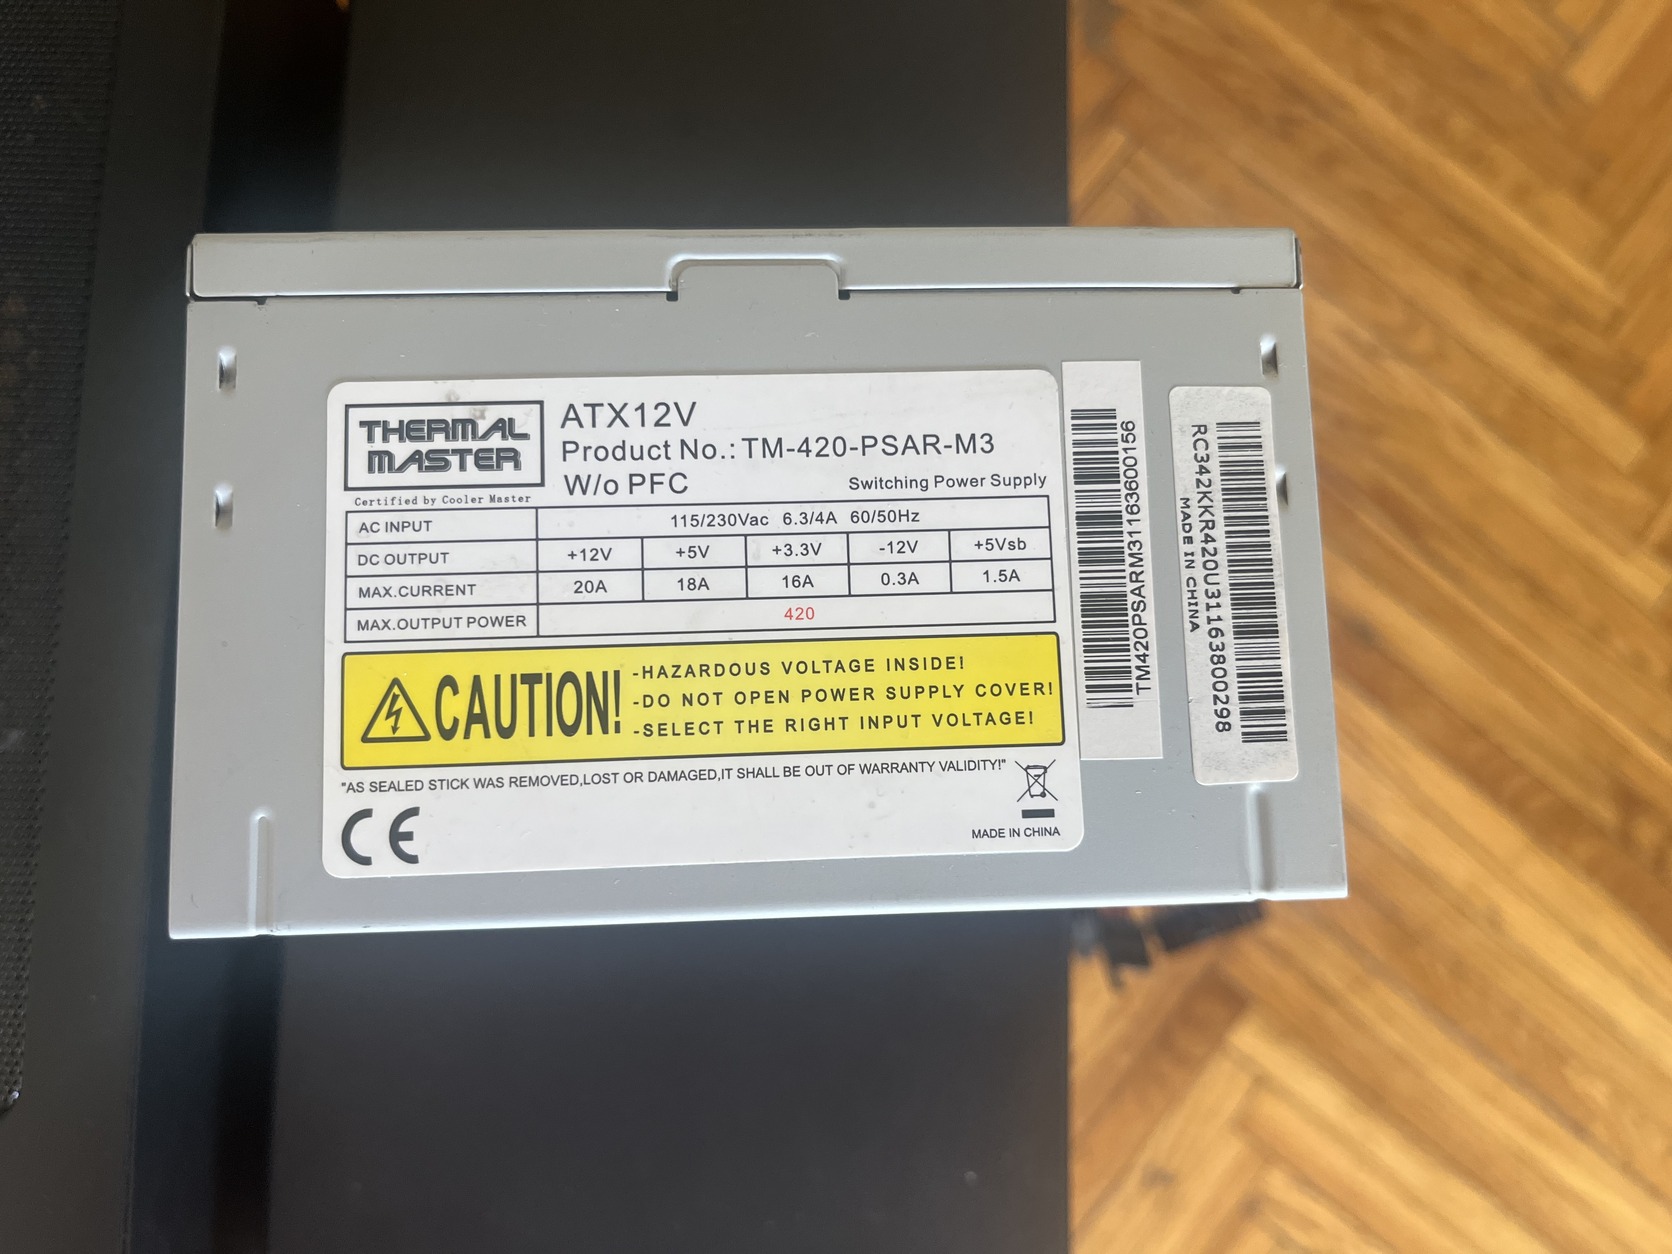 THERMAL
MASTER
Certified by Cooler Master
ATX12V
Product No.: TM-420-PSAR-M3
W/o PFC
Switching Power Supply
AC INPUT 115/230Vac 6.3/4A 60/50Hz
DC OUTPUT +12V +5V +3.3V -12V +5Vsb
MAX.CURRENT 20A 18A 16A 0.3A 1.5A
MAX.OUTPUT POWER 420
CAUTION!
-HAZARDOUS VOLTAGE INSIDE!
-DO NOT OPEN POWER SUPPLY COVER!
-SELECT THE RIGHT INPUT VOLTAGE!
"AS SEALED STICK WAS REMOVED,LOST OR DAMAGED,IT SHALL BE OUT OF WARRANTY VALIDITY!"
CE
MADE IN CHINA
TM420PSARM31163600156
RC342KKR420U31163800298
MADE IN CHINA